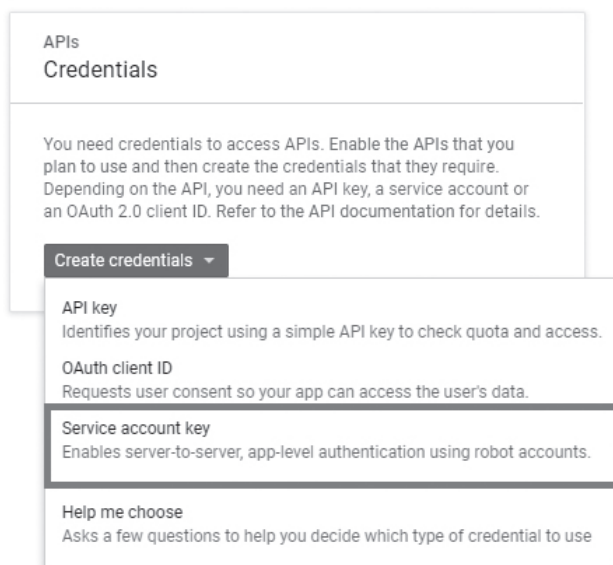 APIs
Credentials
You need credentials to access APIs. Enable the APIs that you
plan to use and then create the credentials that they require.
Depending on the API, you need an API key, a service account or
an OAuth 2.0 client ID. Refer to the API documentation for details.
Create credentials
API key
Identifies your project using a simple API key to check quota and access.
OAuth client ID
Requests user consent so your app can access the user's data.
Service account key
Enables server-to-server, app-level authentication using robot accounts.
Help me choose
Asks a few questions to help you decide which type of credential to use